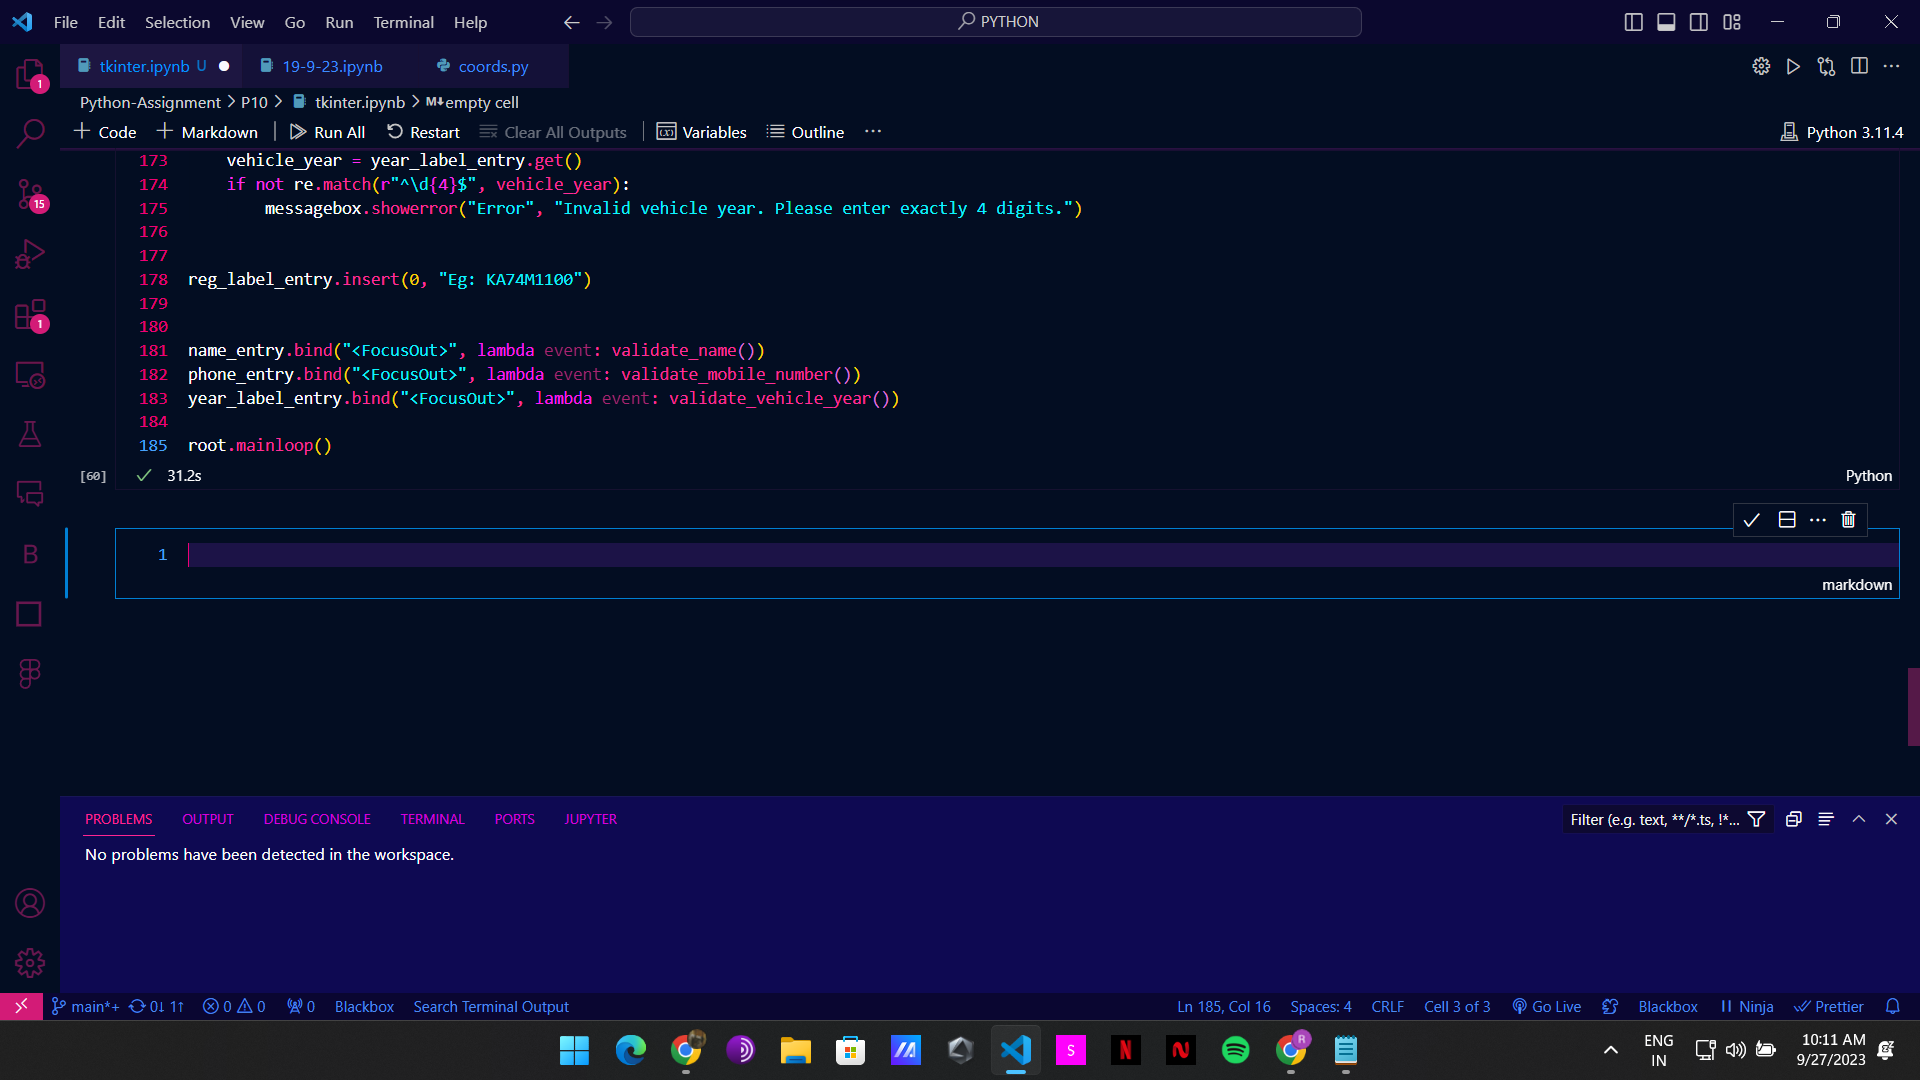 File Edit Selection View Go Run Terminal Help
PYTHON
tkinter.ipynb U
19-9-23.ipynb
coords.py
Python-Assignment > P10 > tkinter.ipynb > M↓empty cell
+ Code + Markdown | Run All Restart Clear All Outputs | Variables Outline ...
Python 3.11.4
173 vehicle_year = year_label_entry.get()
174 if not re.match(r"^\d{4}$", vehicle_year):
175 messagebox.showerror("Error", "Invalid vehicle year. Please enter exactly 4 digits.")
176
177
178 reg_label_entry.insert(0, "Eg: KA74M1100")
179
180
181 name_entry.bind("<FocusOut>", lambda event: validate_name())
182 phone_entry.bind("<FocusOut>", lambda event: validate_mobile_number())
183 year_label_entry.bind("<FocusOut>", lambda event: validate_vehicle_year())
184
185 root.mainloop()
[60] 31.2s
Python
1
markdown
1
15
1
B
PROBLEMS OUTPUT DEBUG CONSOLE TERMINAL PORTS JUPYTER
Filter (e.g. text, **/*.ts, !*...
No problems have been detected in the workspace.
main*+ 0↓ 1↑ 0 0 0 Blackbox Search Terminal Output
Ln 185, Col 16 Spaces: 4 CRLF Cell 3 of 3 Go Live Blackbox Ninja Prettier
S
N
R
ENG
IN
10:11 AM
9/27/2023